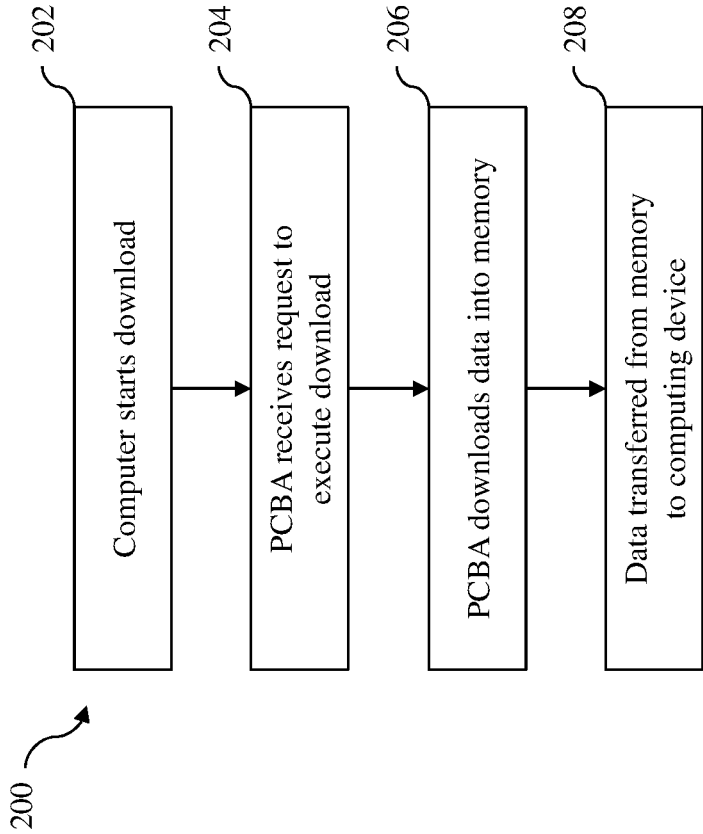 200
202
Computer starts download
204
PCBA receives request to
execute download
206
PCBA downloads data into memory
208
Data transferred from memory
to computing device